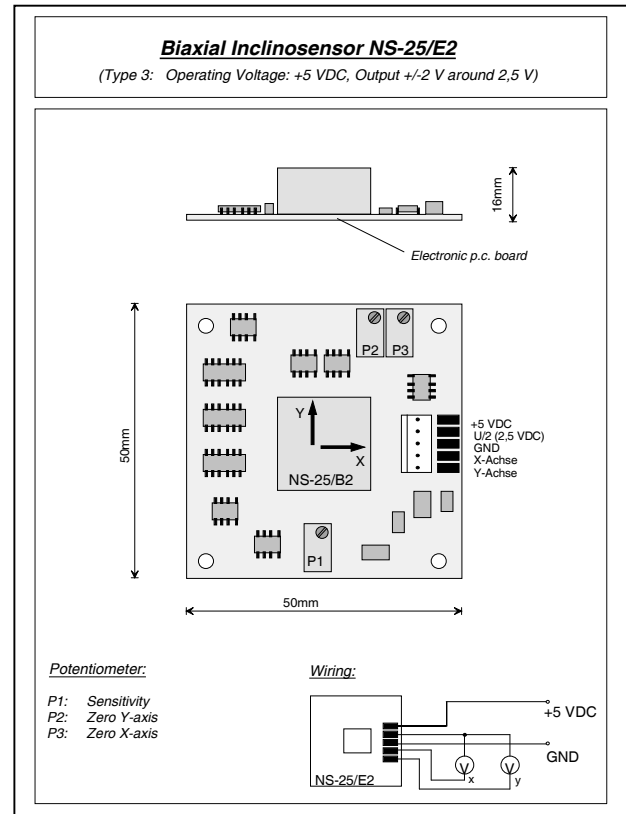 Biaxial Inclinosensor NS-25/E2
(Type 3: Operating Voltage: +5 VDC, Output +/-2 V around 2,5 V)
16mm
Electronic p.c. board
P2 P3
50mm
Y
X
NS-25/B2
+5 VDC
U/2 (2,5 VDC)
GND
X-Achse
Y-Achse
P1
50mm
Potentiometer:
P1: Sensitivity
P2: Zero Y-axis
P3: Zero X-axis
Wiring:
+5 VDC
GND
V x V y
NS-25/E2